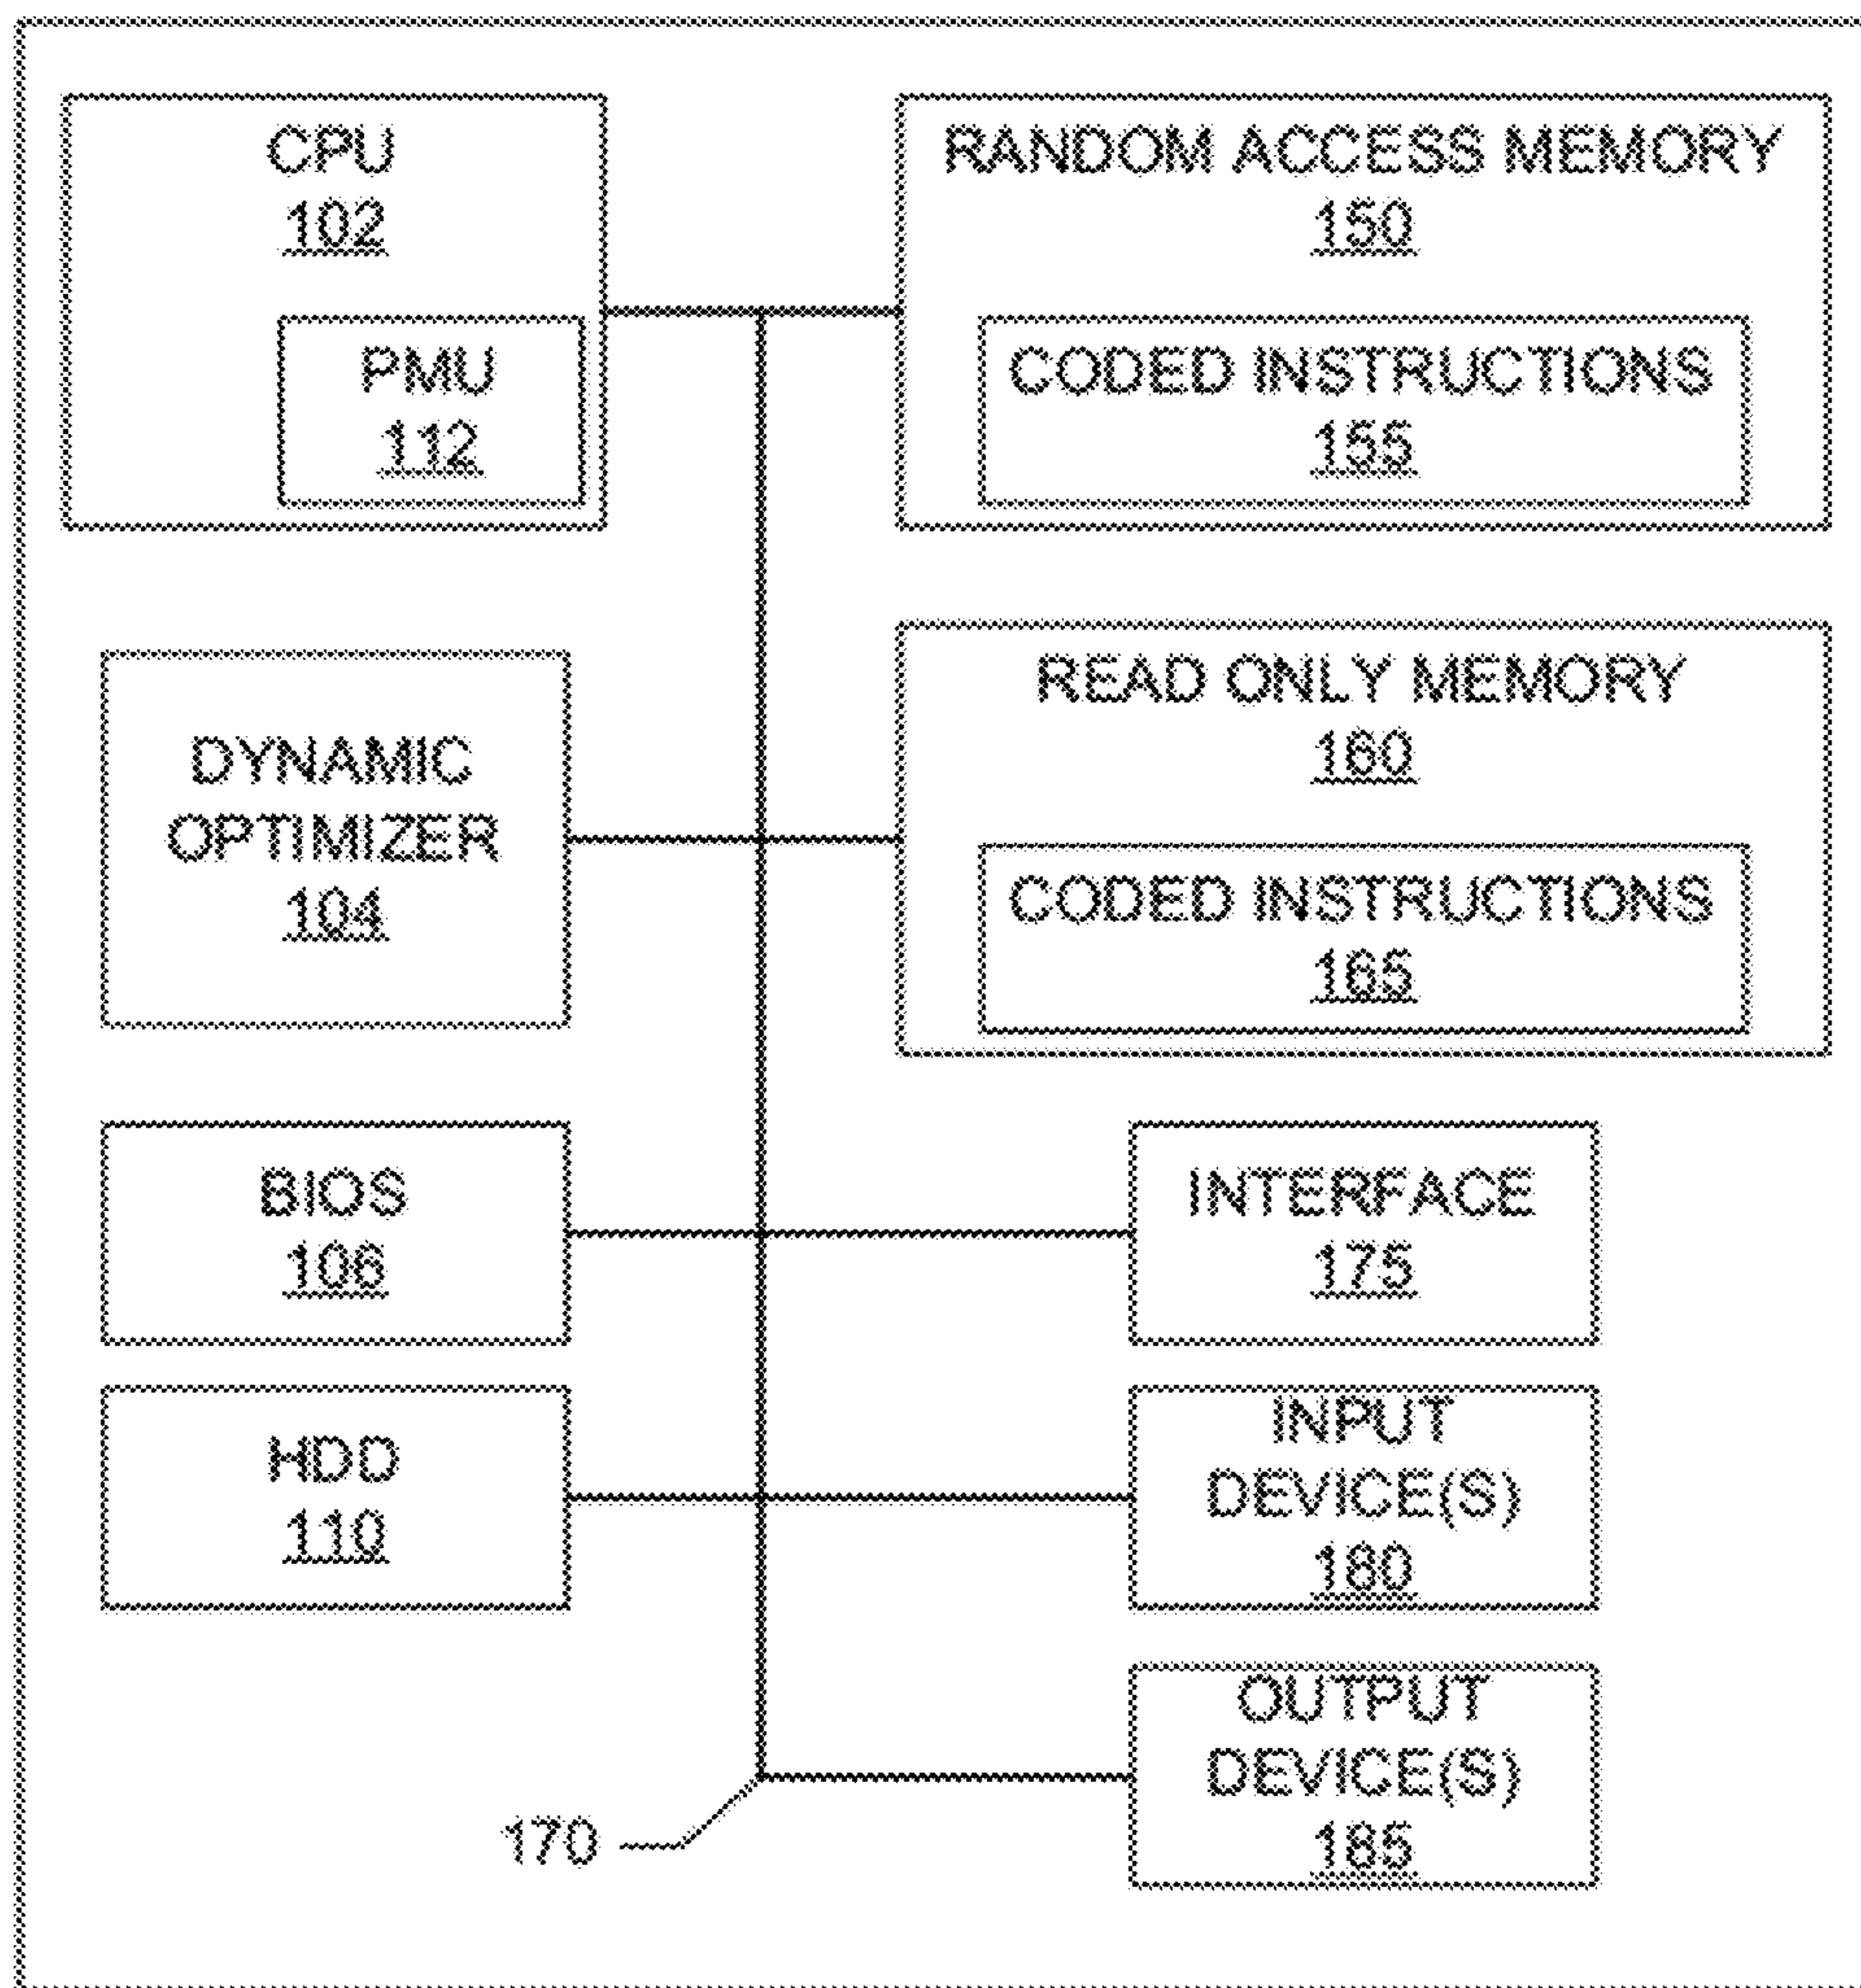 CPU
102
PMU
112
RANDOM ACCESS MEMORY
150
CODED INSTRUCTIONS
155
DYNAMIC
OPTIMIZER
104
READ ONLY MEMORY
160
CODED INSTRUCTIONS
165
BIOS
106
INTERFACE
175
HDD
110
INPUT
DEVICE(S)
180
OUTPUT
DEVICE(S)
185
170